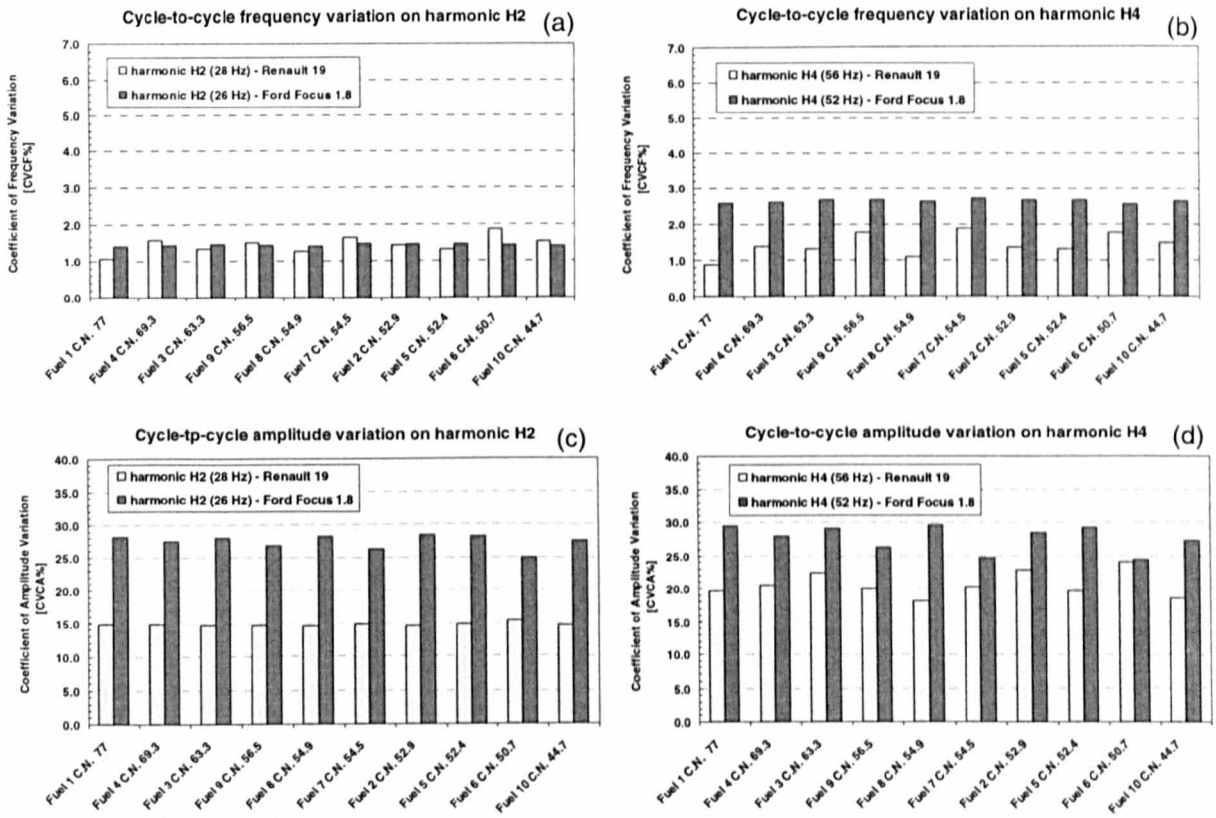 Cycle-to-cycle frequency variation on harmonic H2
(a)
7.0
6.0
5.0
4.0
3.0
2.0
1.0
0.0
Coefficient of Frequency Variation
[CVCF%]
harmonic H2 (28 Hz) - Renault 19
harmonic H2 (26 Hz) - Ford Focus 1.8
Fuel 1 C.N. 77
Fuel 4 C.N. 69.3
Fuel 3 C.N. 63.3
Fuel 9 C.N. 56.5
Fuel 8 C.N. 54.9
Fuel 7 C.N. 54.5
Fuel 2 C.N. 52.9
Fuel 5 C.N. 52.4
Fuel 6 C.N. 50.7
Fuel 10 C.N. 44.7
Cycle-to-cycle frequency variation on harmonic H4
(b)
7.0
6.0
5.0
4.0
3.0
2.0
1.0
0.0
Coefficient of Frequency Variation
[CVCF%]
harmonic H4 (56 Hz) - Renault 19
harmonic H4 (52 Hz) - Ford Focus 1.8
Fuel 1 C.N. 77
Fuel 4 C.N. 69.3
Fuel 3 C.N. 63.3
Fuel 9 C.N. 56.5
Fuel 8 C.N. 54.9
Fuel 7 C.N. 54.5
Fuel 2 C.N. 52.9
Fuel 5 C.N. 52.4
Fuel 6 C.N. 50.7
Fuel 10 C.N. 44.7
Cycle-tp-cycle amplitude variation on harmonic H2
(c)
40.0
35.0
30.0
25.0
20.0
15.0
10.0
5.0
0.0
Coefficient of Amplitude Variation
[CVCA%]
harmonic H2 (28 Hz) - Renault 19
harmonic H2 (26 Hz) - Ford Focus 1.8
Fuel 1 C.N. 77
Fuel 4 C.N. 69.3
Fuel 3 C.N. 63.3
Fuel 9 C.N. 56.5
Fuel 8 C.N. 54.9
Fuel 7 C.N. 54.5
Fuel 2 C.N. 52.9
Fuel 5 C.N. 52.4
Fuel 6 C.N. 50.7
Fuel 10 C.N. 44.7
Cycle-to-cycle amplitude variation on harmonic H4
(d)
40.0
35.0
30.0
25.0
20.0
15.0
10.0
5.0
0.0
Coefficient of Amplitude Variation
[CVCA%]
harmonic H4 (56 Hz) - Renault 19
harmonic H4 (52 Hz) - Ford Focus 1.8
Fuel 1 C.N. 77
Fuel 4 C.N. 69.3
Fuel 3 C.N. 63.3
Fuel 9 C.N. 56.5
Fuel 8 C.N. 54.9
Fuel 7 C.N. 54.5
Fuel 2 C.N. 52.9
Fuel 5 C.N. 52.4
Fuel 6 C.N. 50.7
Fuel 10 C.N. 44.7